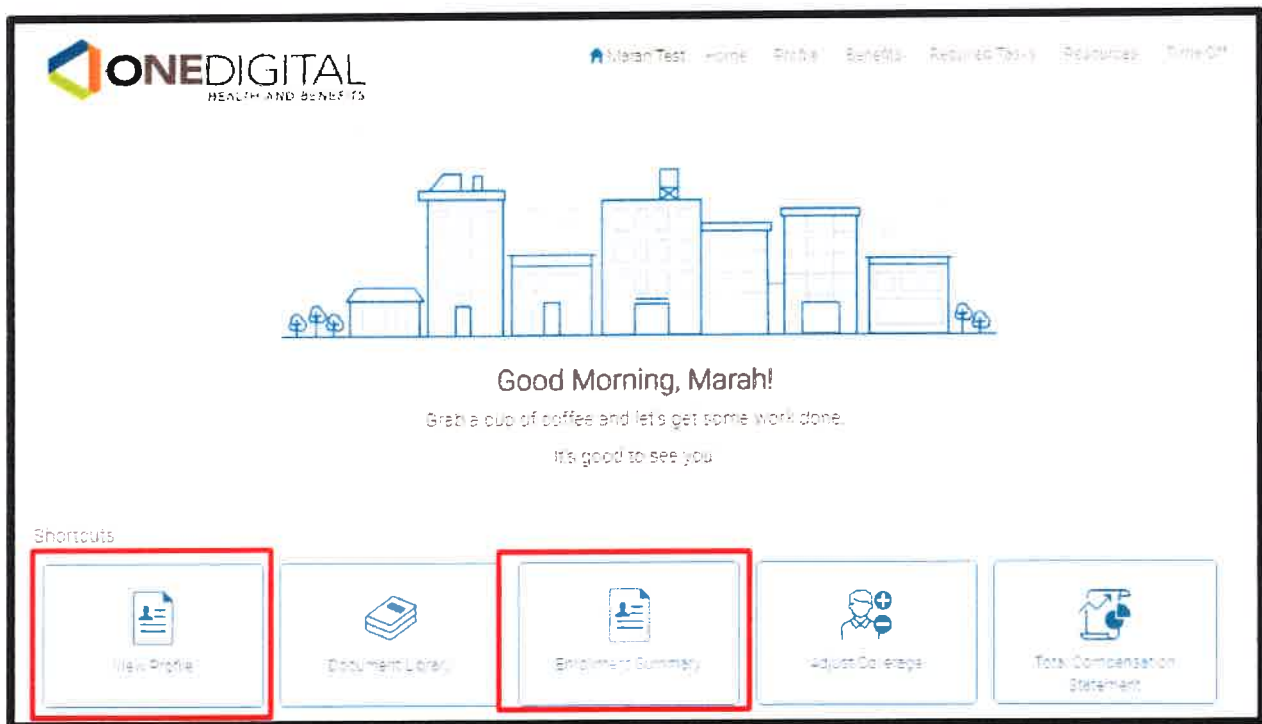 ONEDIGITAL
HEALTH AND BENEFITS
Marah Test Home Profile Benefits Required Tasks Resources Time Off
Good Morning, Marah!
Grab a cup of coffee and let's get some work done.
It's good to see you
Shortcuts
View Profile
Document Library
Enrollment Summary
Adjust Coverage
Total Compensation
Statement